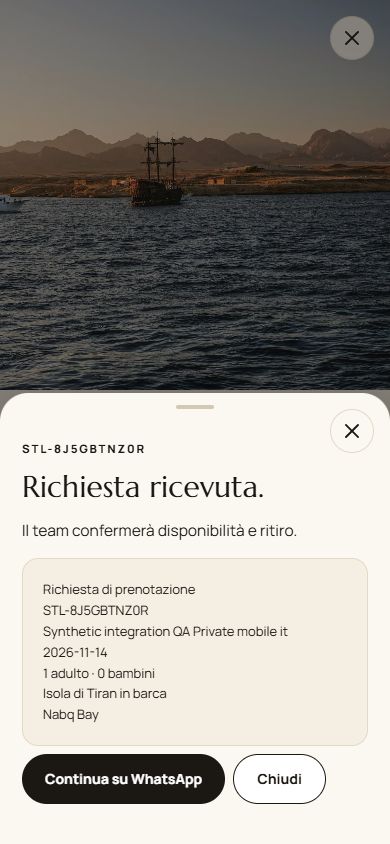 STL-8J5GBTNZ0R
Richiesta ricevuta.
Il team confermerà disponibilità e ritiro.
Richiesta di prenotazione
STL-8J5GBTNZ0R
Synthetic integration QA Private mobile it
2026-11-14
1 adulto · 0 bambini
Isola di Tiran in barca
Nabq Bay
Continua su WhatsApp
Chiudi